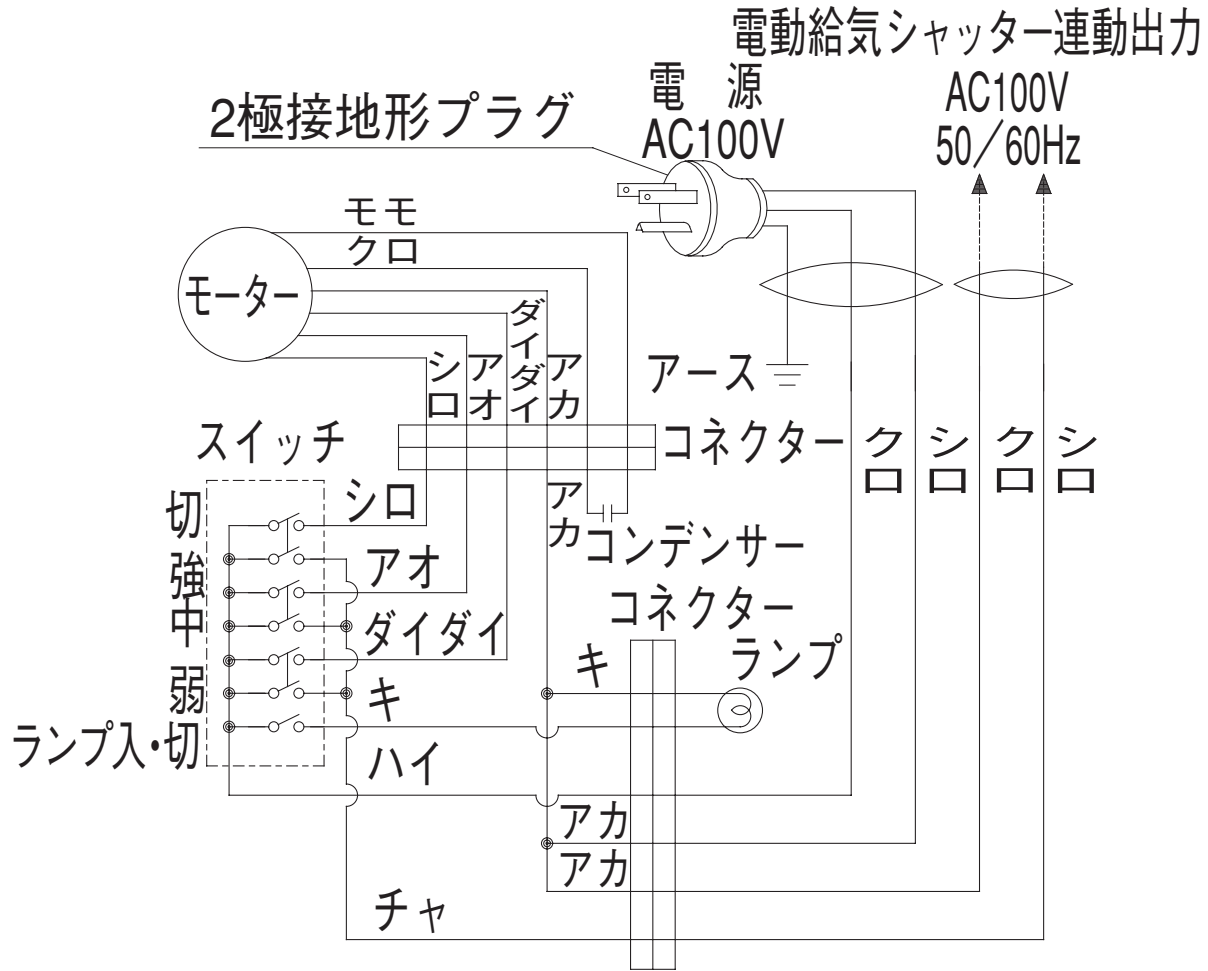 電動給気シャッター連動出力
AC100V
50/60Hz
電 源
AC100V
2極接地形プラグ
モモ
クロ
モーター
シロ
アオ
ダイダイ
アカ
アース
スイッチ
コネクター
クロ
シロ
クロ
シロ
切
強
中
弱
ランプ入・切
シロ
アオ
ダイダイ
キ
ハイ
チャ
アカ
コンデンサー
コネクター
キ
ランプ
アカ
アカ